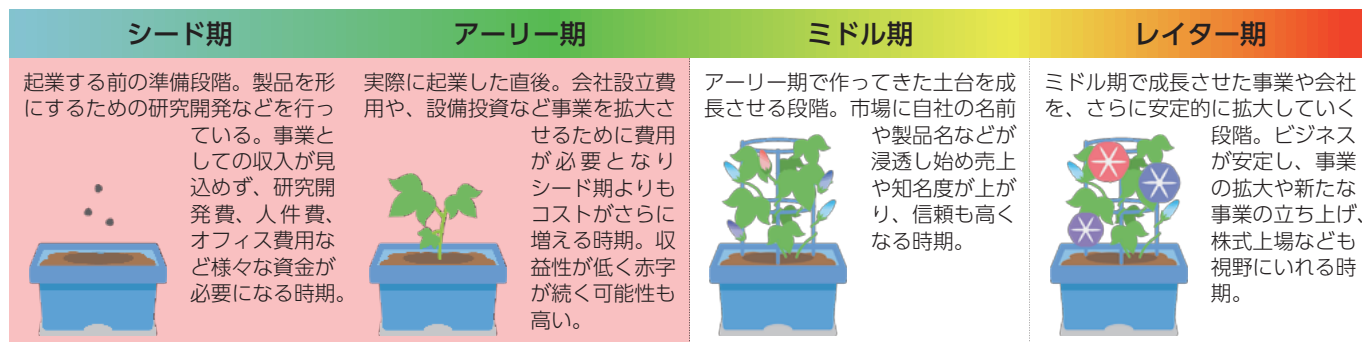 シード期
起業する前の準備段階。製品を形
にするための研究開発などを行っ
ている。事業と
しての収入が見
込めず、研究開
発費、人件費、
オフィス費用な
ど様々な資金が
必要になる時期。
アーリー期
実際に起業した直後。会社設立費
用や、設備投資など事業を拡大さ
せるために費用
が必要となり
シード期よりも
コストがさらに
増える時期。収
益性が低く赤字
が続く可能性も
高い。
ミドル期
アーリー期で作ってきた土台を成
長させる段階。市場に自社の名前
や製品名などが
浸透し始め売上
や知名度が上が
り、信頼も高く
なる時期。
レイター期
ミドル期で成長させた事業や会社
を、さらに安定的に拡大していく
段階。ビジネス
が安定し、事業
の拡大や新たな
事業の立ち上げ、
株式上場なども
視野にいれる時
期。